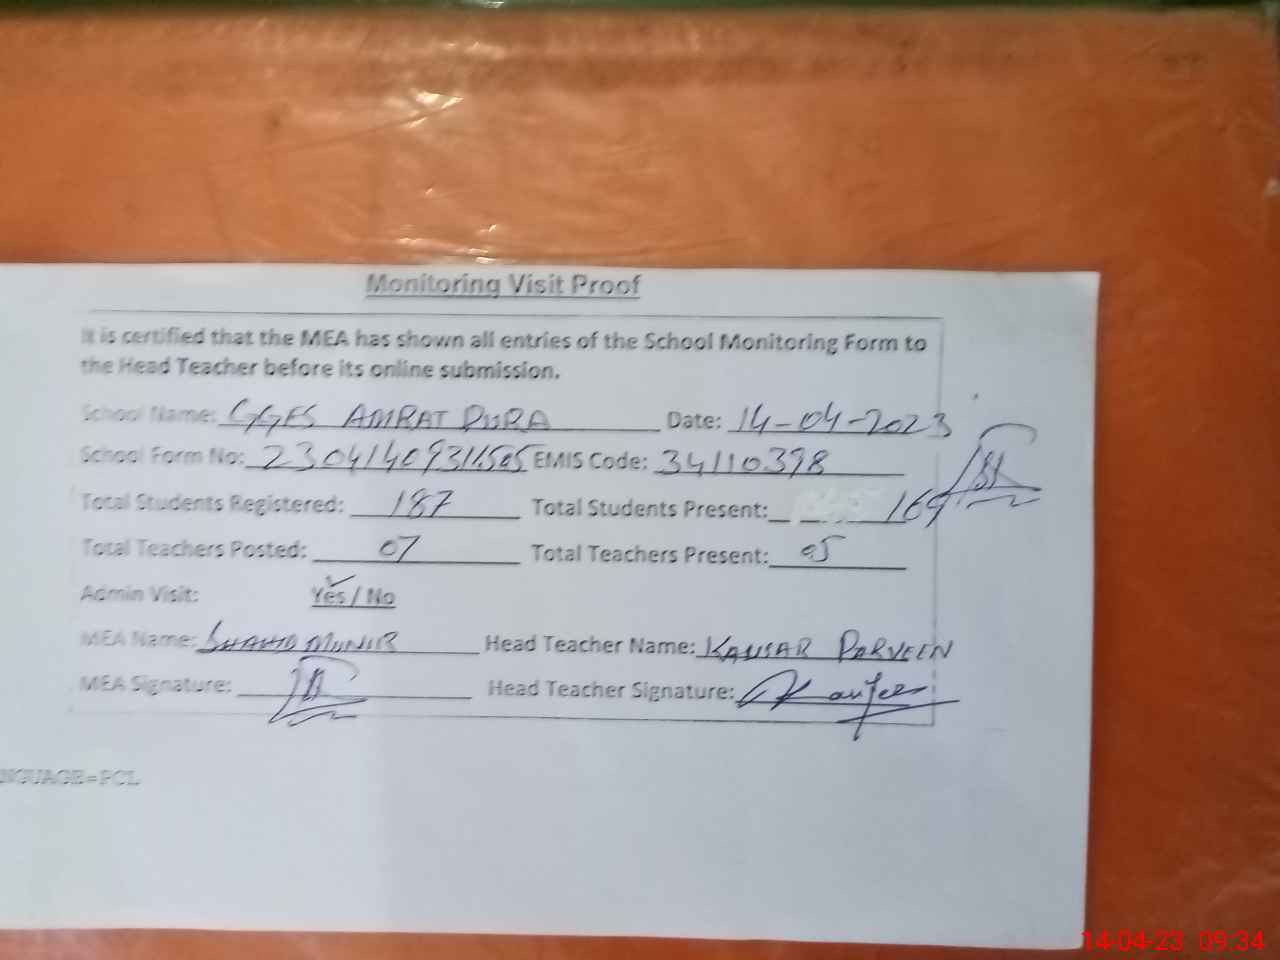 Monitoring Visit Proof
It is certified that the MEA has shown all entries of the School Monitoring Form to
the Head Teacher before its online submission.
School Name: GGES AMRAT PURA Date: 14-04-2023
School Form No: EMIS Code: 34110398
Total Students Registered: 187 Total Students Present: 169
Total Teachers Posted: 07 Total Teachers Present: 05
Admin Visit: Yes / No
MEA Name: SHAHID MUNIR Head Teacher Name: KAUSAR PARVEEN
MEA Signature: Head Teacher Signature:
NGUAGE=PCL
14-04-23 09:34